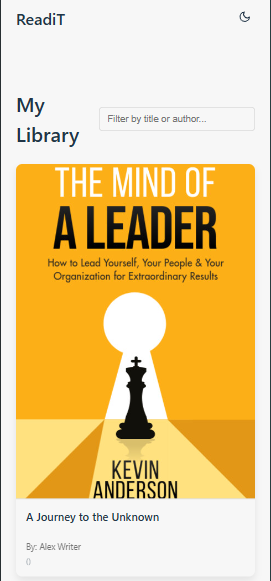 ReadiT
My
Library
Filter by title or author...
THE MIND OF
A LEADER
How to Lead Yourself, Your People & Your
Organization for Extraordinary Results
KEVIN
ANDERSON
A Journey to the Unknown
By: Alex Writer
()